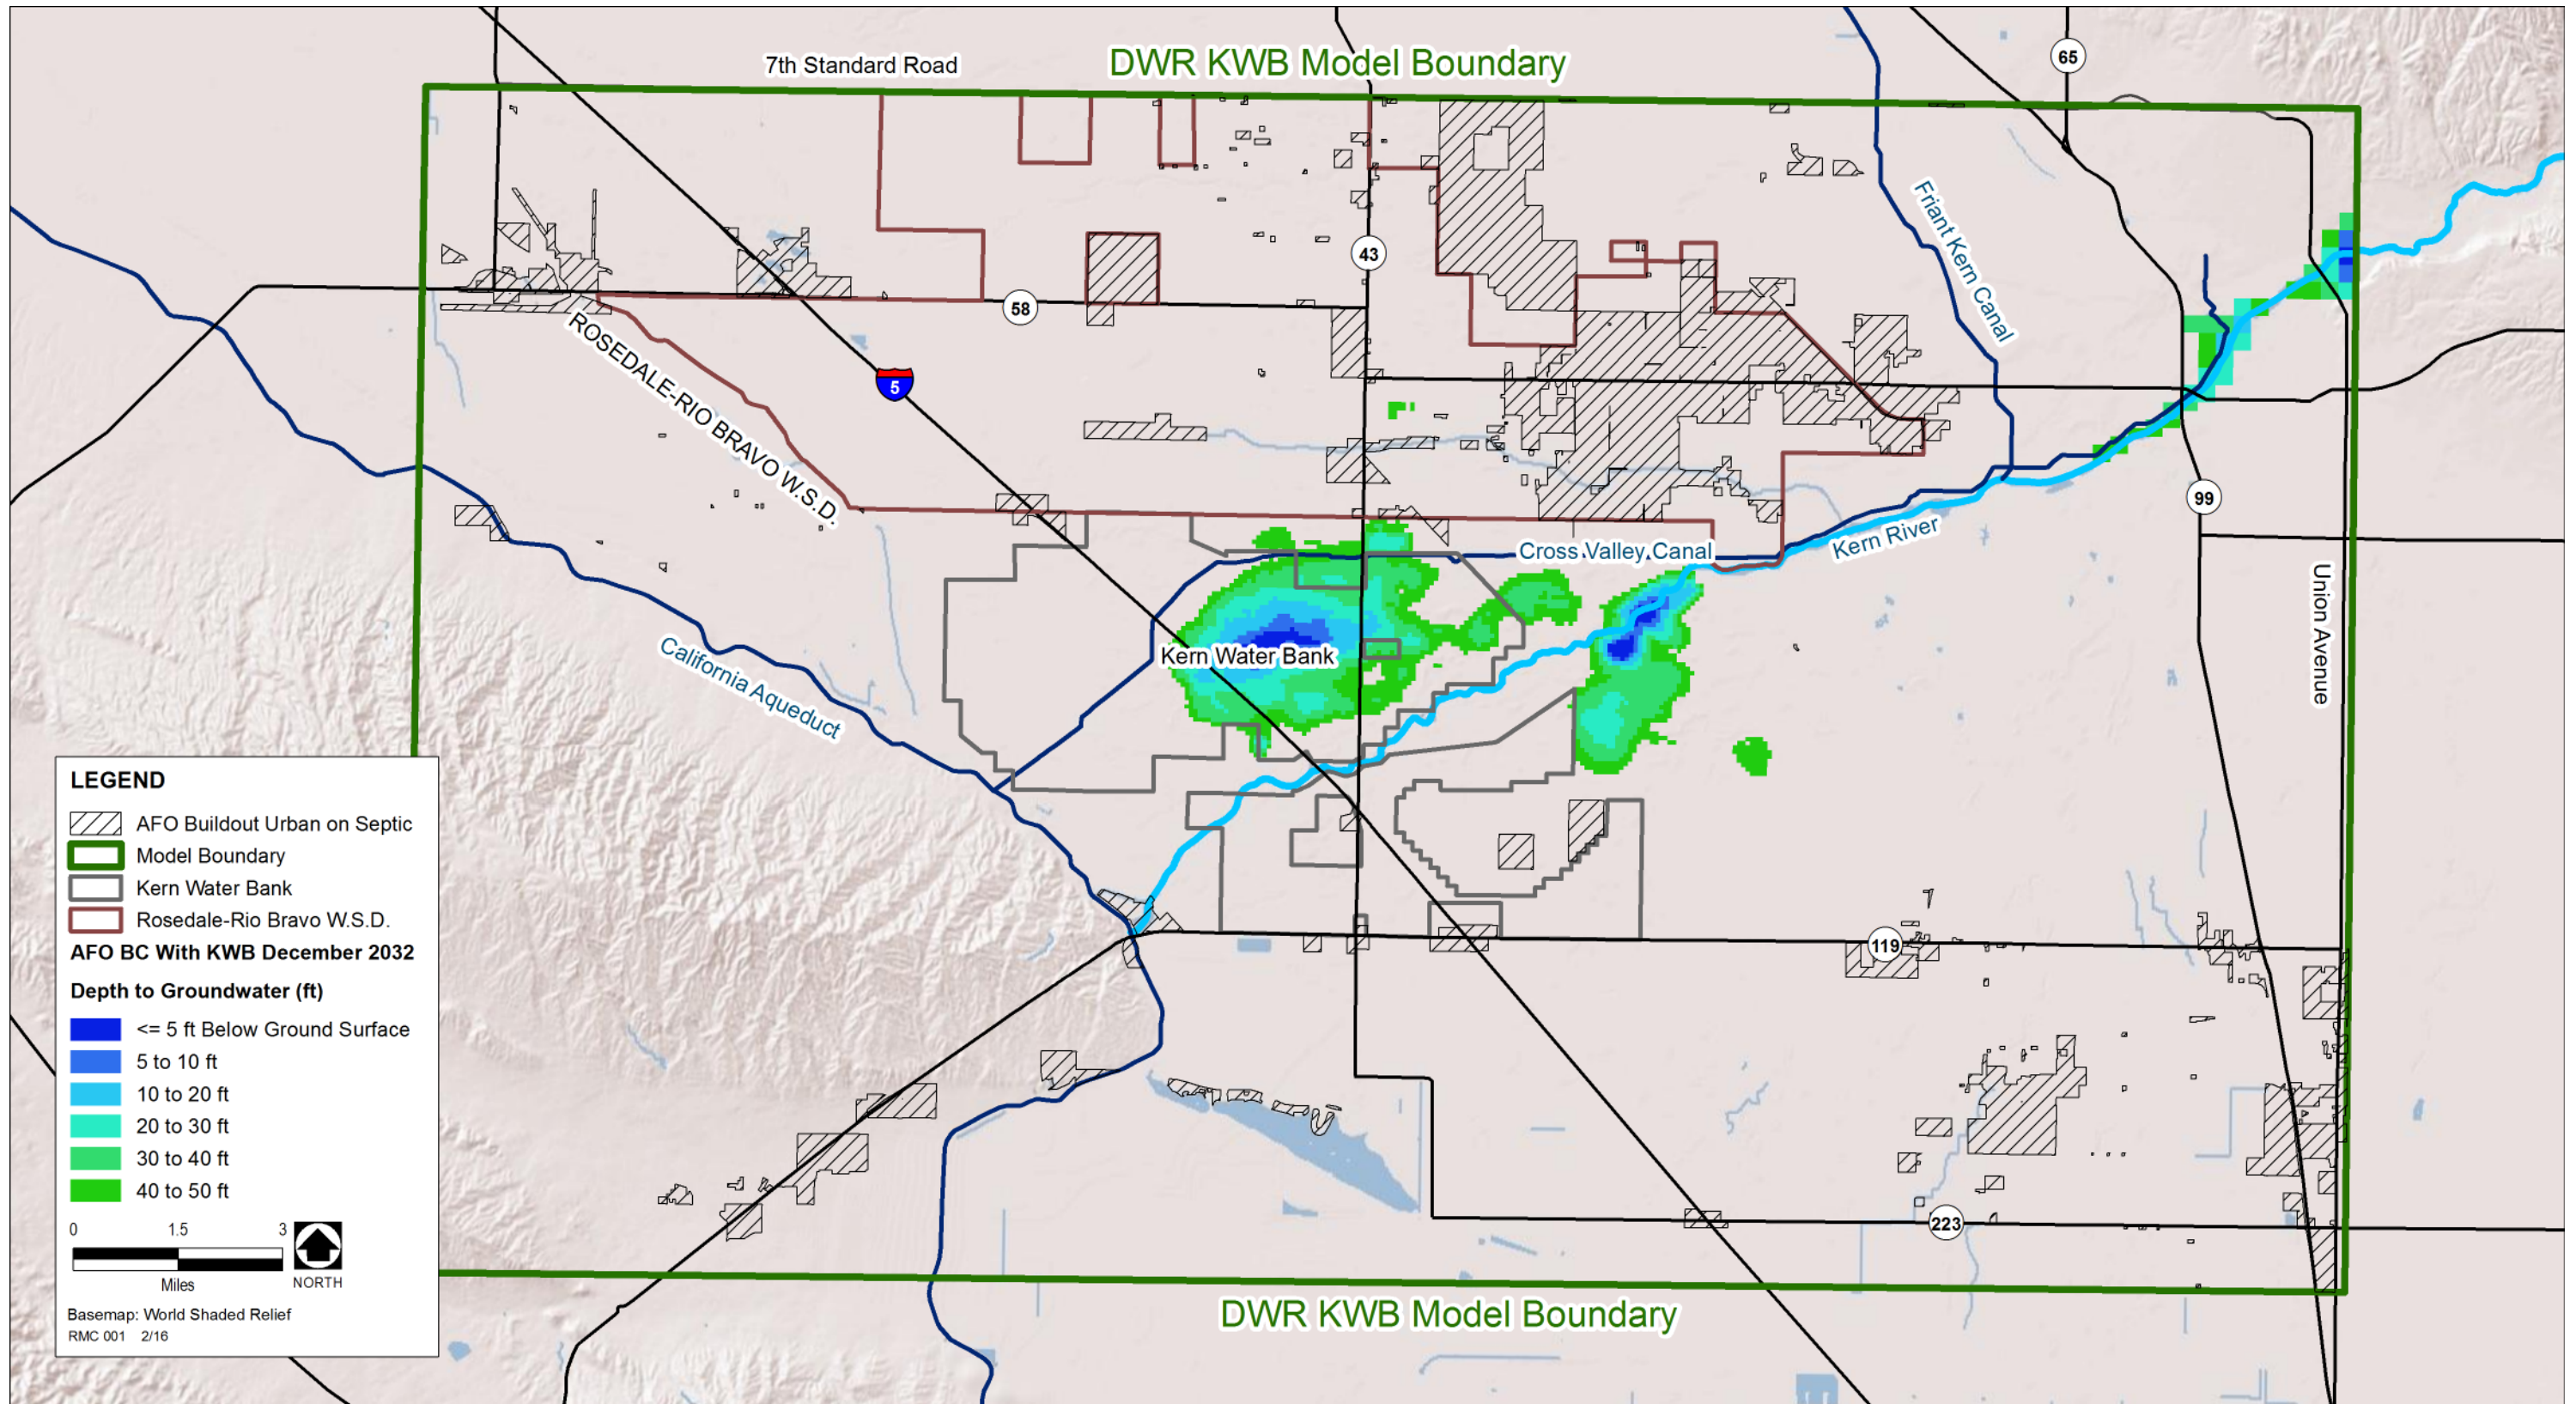 7th Standard Road
DWR KWB Model Boundary
65
43
58
5
Friant Kern Canal
ROSEDALE-RIO BRAVO W.S.D.
99
Cross Valley Canal
Kern River
Union Avenue
Kern Water Bank
California Aqueduct
119
223
DWR KWB Model Boundary
LEGEND
AFO Buildout Urban on Septic
Model Boundary
Kern Water Bank
Rosedale-Rio Bravo W.S.D.
AFO BC With KWB December 2032
Depth to Groundwater (ft)
<= 5 ft Below Ground Surface
5 to 10 ft
10 to 20 ft
20 to 30 ft
30 to 40 ft
40 to 50 ft
0 1.5 3
Miles
NORTH
Basemap: World Shaded Relief
RMC 001 2/16